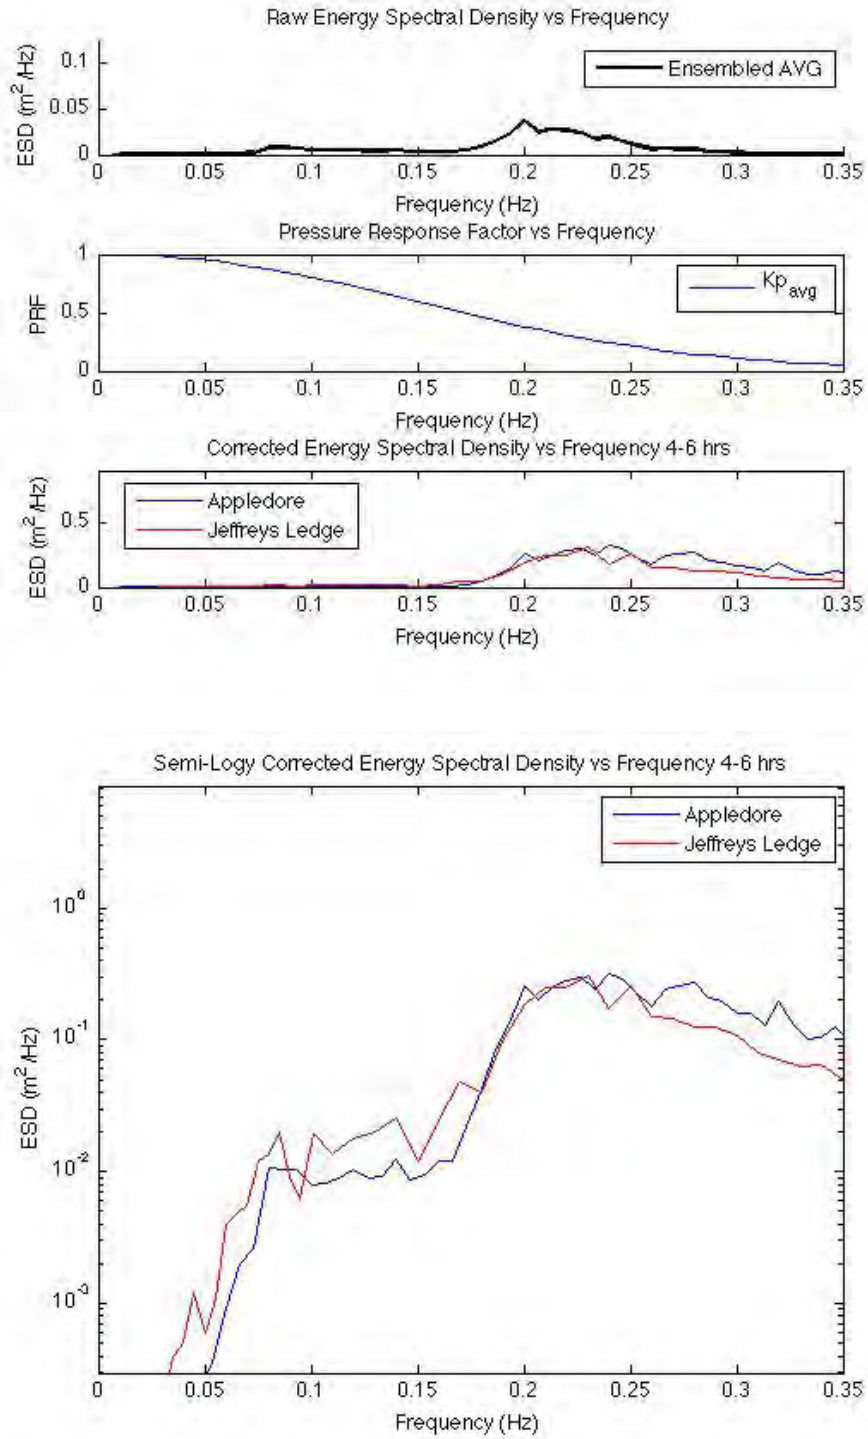 Raw Energy Spectral Density vs Frequency
ESD (m² /Hz)
0.1
0.05
0
Ensembled AVG
0 0.05 0.1 0.15 0.2 0.25 0.3 0.35
Frequency (Hz)
Pressure Response Factor vs Frequency
PRF
1
0.5
0
Kp avg
0 0.05 0.1 0.15 0.2 0.25 0.3 0.35
Frequency (Hz)
Corrected Energy Spectral Density vs Frequency 4-6 hrs
ESD (m² /Hz)
0.5
0
Appledore
Jeffreys Ledge
0 0.05 0.1 0.15 0.2 0.25 0.3 0.35
Frequency (Hz)
Semi-Logy Corrected Energy Spectral Density vs Frequency 4-6 hrs
Appledore
Jeffreys Ledge
ESD (m² /Hz)
10⁰
10⁻¹
10⁻²
10⁻³
0 0.05 0.1 0.15 0.2 0.25 0.3 0.35
Frequency (Hz)